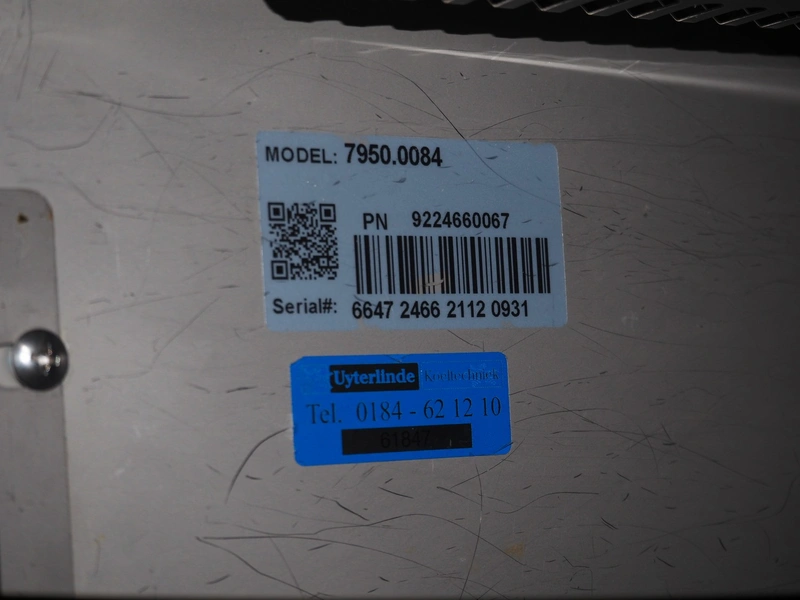 MODEL: 7950.0084
PN 9224660067
Serial#: 6647 2466 2112 0931
Uyterlinde Koeltechniek
Tel. 0184 - 62 12 10